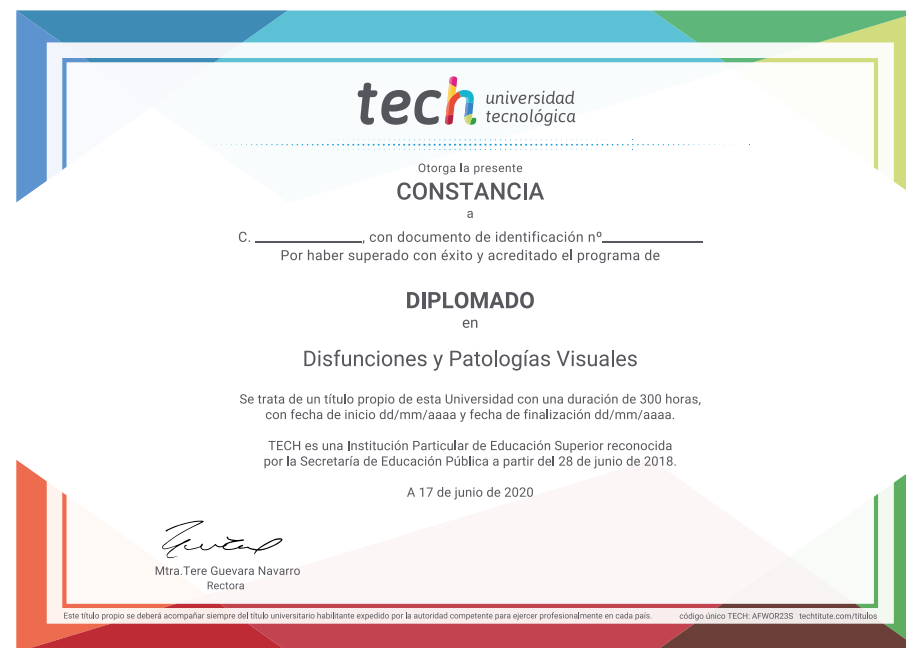 tech universidad
tecnológica
Otorga la presente
CONSTANCIA
a
C. ____________, con documento de identificación nº____________
Por haber superado con éxito y acreditado el programa de
DIPLOMADO
en
Disfunciones y Patologías Visuales
Se trata de un título propio de esta Universidad con una duración de 300 horas,
con fecha de inicio dd/mm/aaaa y fecha de finalización dd/mm/aaaa.
TECH es una Institución Particular de Educación Superior reconocida
por la Secretaría de Educación Pública a partir del 28 de junio de 2018.
A 17 de junio de 2020
Mtra.Tere Guevara Navarro
Rectora
Este título propio se deberá acompañar siempre del título universitario habilitante expedido por la autoridad competente para ejercer profesionalmente en cada país. código único TECH: AFWOR23S techtitute.com/títulos